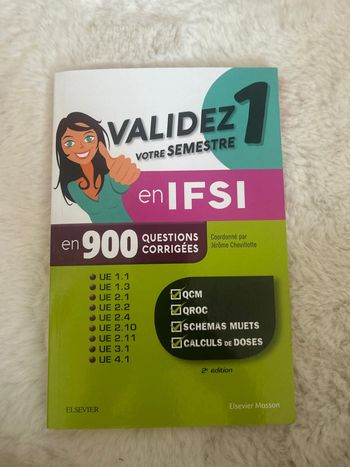 VALIDEZ 1
VOTRE SEMESTRE
en IFSI
en 900 QUESTIONS
CORRIGÉES
Coordonné par
Jérôme Chevillotte
UE 1.1
UE 1.3
UE 2.1
UE 2.2
UE 2.4
UE 2.10
UE 2.11
UE 3.1
UE 4.1
QCM
QROC
SCHÉMAS MUETS
CALCULS DE DOSES
2e édition
ELSEVIER
Elsevier Masson